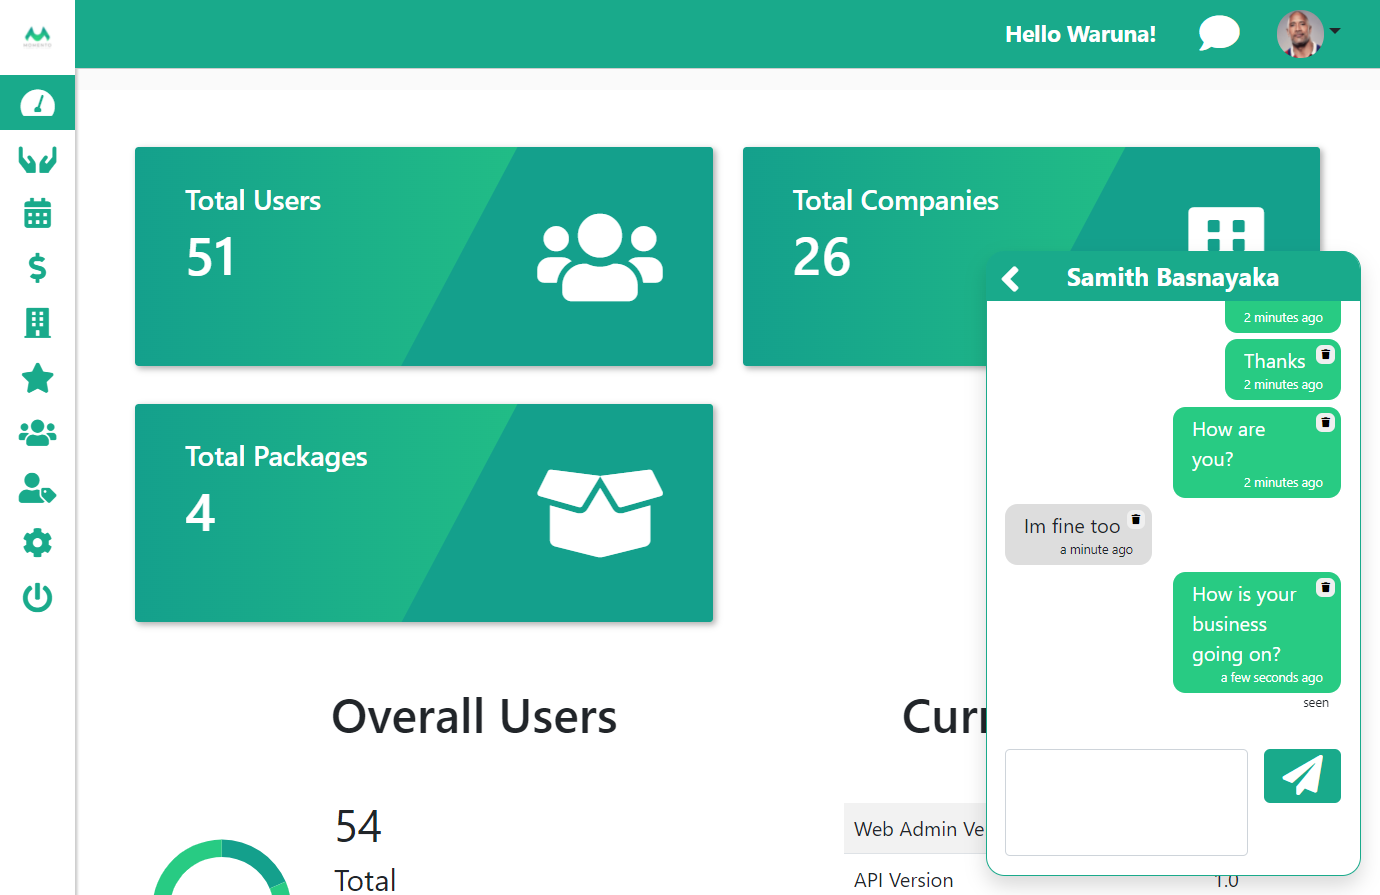 Hello Waruna!
Total Users
51
Total Companies
26
Total Packages
4
Samith Basnayaka
2 minutes ago
Thanks
2 minutes ago
How are
you?
2 minutes ago
Im fine too
a minute ago
How is your
business
going on?
a few seconds ago
seen
Overall Users
54
Total
Curr
Web Admin Ve
API Version
1.0